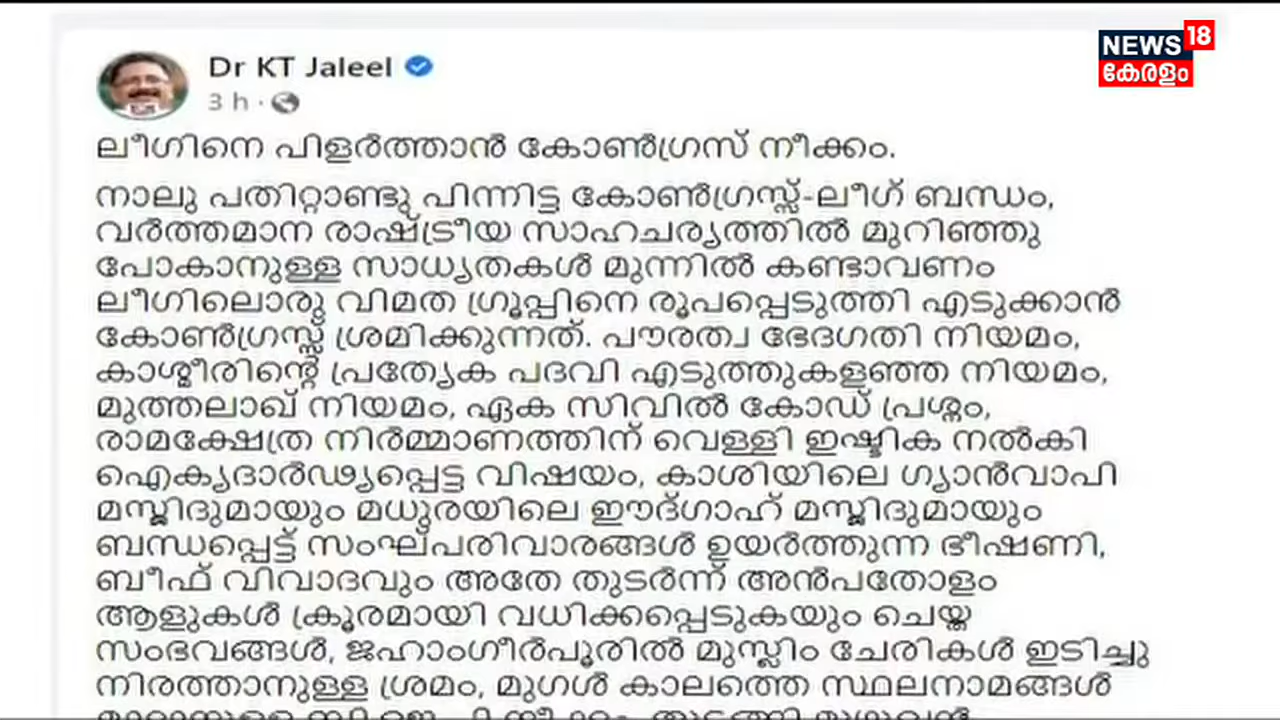 Dr KT Jaleel
3 h ·
NEWS 18
കേരളം
ലീഗിനെ പിളർത്താൻ കോൺഗ്രസ് നീക്കം.
നാലു പതിറ്റാണ്ടു പിന്നിട്ട കോൺഗ്രസ്സ്-ലീഗ് ബന്ധം,
വർത്തമാന രാഷ്ട്രീയ സാഹചര്യത്തിൽ മുറിഞ്ഞു
പോകാനുള്ള സാധ്യതകൾ മുന്നിൽ കണ്ടാവണം
ലീഗിലൊരു വിമത ഗ്രൂപ്പിനെ രൂപപ്പെടുത്തി എടുക്കാൻ
കോൺഗ്രസ്സ് ശ്രമിക്കുന്നത്. പൗരത്വ ഭേദഗതി നിയമം,
കാശ്മീരിന്റെ പ്രത്യേക പദവി എടുത്തുകളഞ്ഞ നിയമം,
മുത്തലാഖ് നിയമം, ഏക സിവിൽ കോഡ് പ്രശ്നം,
രാമക്ഷേത്ര നിർമ്മാണത്തിന് വെള്ളി ഇഷ്ടിക നൽകി
ഐക്യദാർഢ്യപ്പെട്ട വിഷയം, കാശിയിലെ ഗ്യാൻവാപി
മസ്ജിദുമായും മധുരയിലെ ഈദ്ഗാഹ് മസ്ജിദുമായും
ബന്ധപ്പെട്ട് സംഘ്പരിവാരങ്ങൾ ഉയർത്തുന്ന ഭീഷണി,
ബീഫ് വിവാദവും അതേ തുടർന്ന് അൻപതോളം
ആളുകൾ ക്രൂരമായി വധിക്കപ്പെടുകയും ചെയ്ത
സംഭവങ്ങൾ, ജഹാംഗീർപൂരിൽ മുസ്ലിം ചേരികൾ ഇടിച്ചു
നിരത്താനുള്ള ശ്രമം, മുഗൾ കാലത്തെ സ്ഥലനാമങ്ങൾ